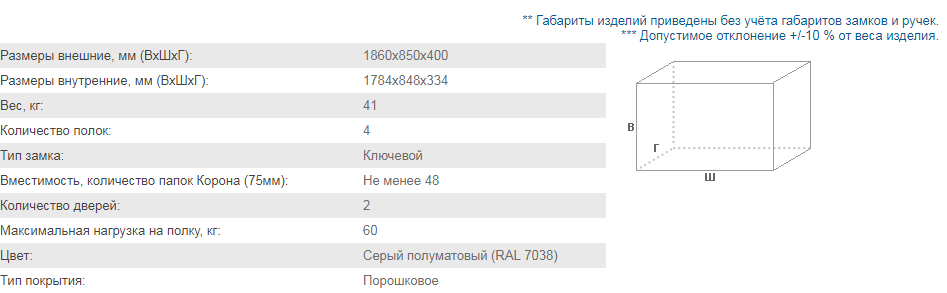 ** Габариты изделий приведены без учёта габаритов замков и ручек.
*** Допустимое отклонение +/-10 % от веса изделия.
Размеры внешние, мм (ВхШхГ): 1860x850x400
Размеры внутренние, мм (ВхШхГ): 1784x848x334
Вес, кг: 41
Количество полок: 4
Тип замка: Ключевой
Вместимость, количество папок Корона (75мм): Не менее 48
Количество дверей: 2
Максимальная нагрузка на полку, кг: 60
Цвет: Серый полуматовый (RAL 7038)
Тип покрытия: Порошковое
В
Г
Ш